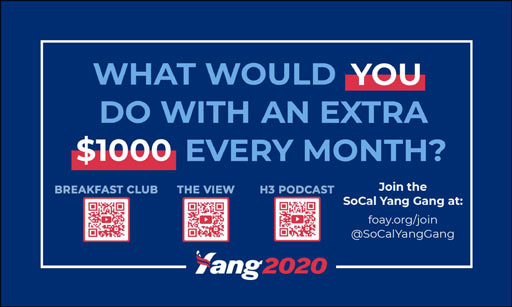 WHAT WOULD YOU
DO WITH AN EXTRA
$1000 EVERY MONTH?
BREAKFAST CLUB
THE VIEW
H3 PODCAST
Join the
SoCal Yang Gang at:
foay.org/join
@SoCalYangGang
Yang2020